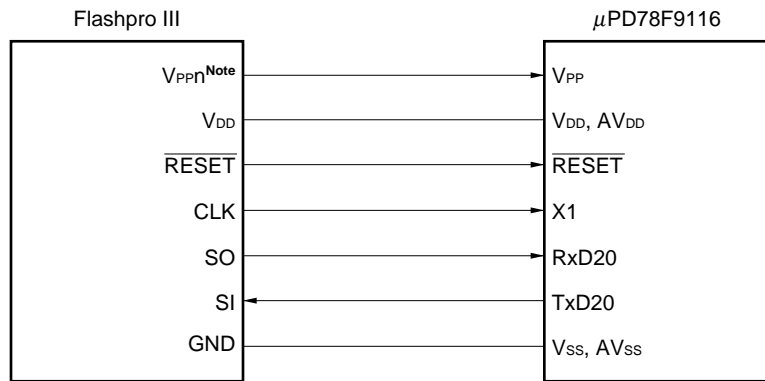 Flashpro III
μPD78F9116
VPPnNote
VPP
VDD
VDD, AVDD
RESET
RESET
CLK
X1
SO
RxD20
SI
TxD20
GND
VSS, AVSS